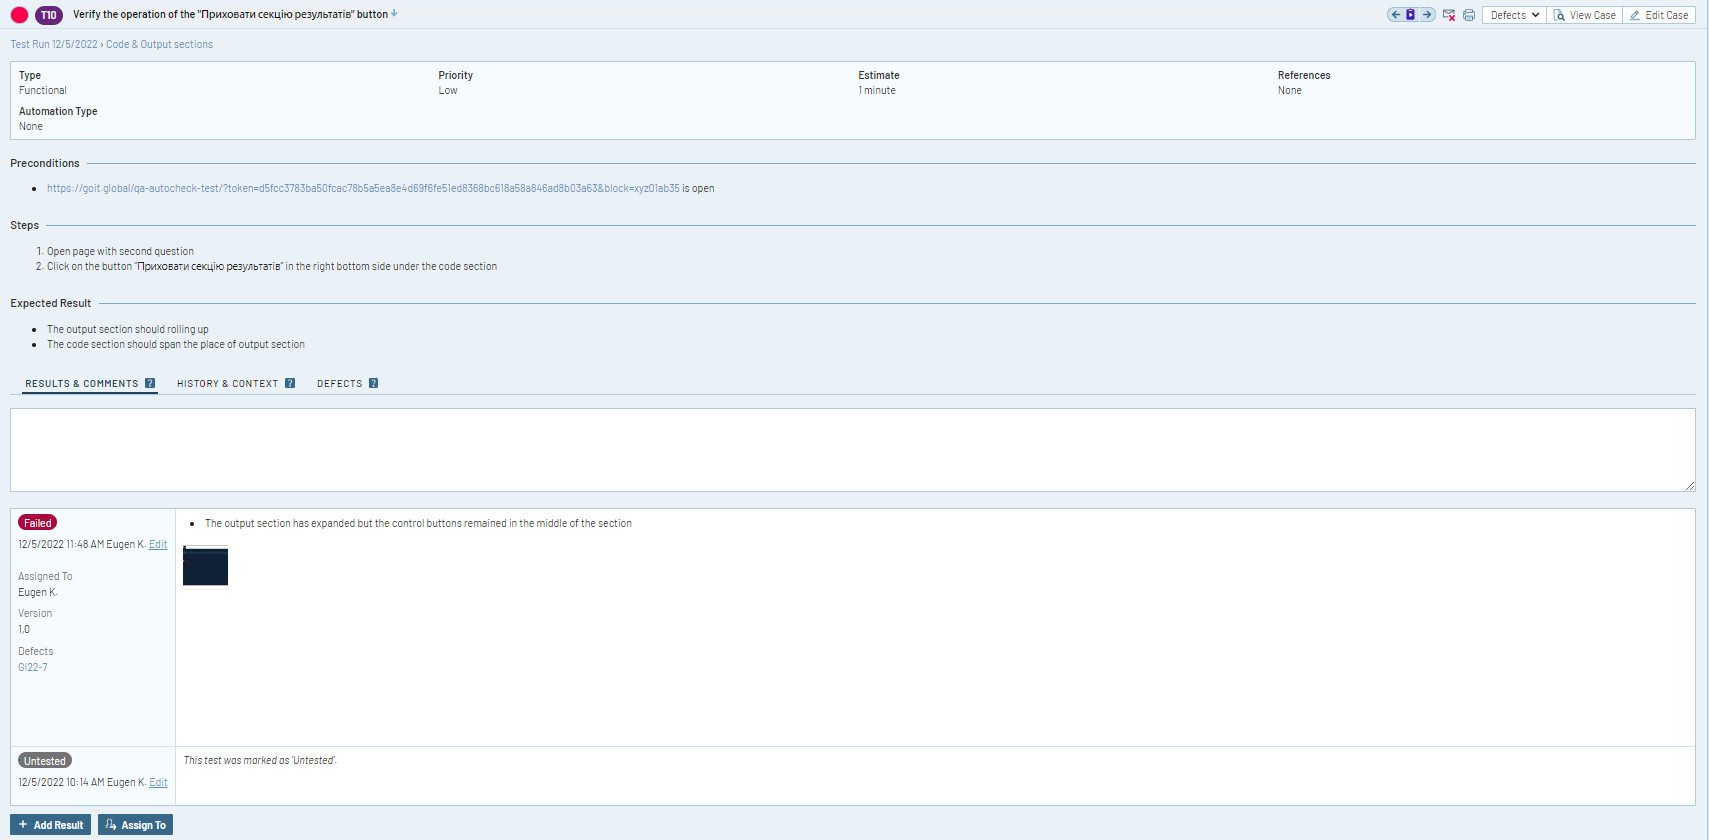 T10 Verify the operation of the "Приховати секцію результатів" button
Defects View Case Edit Case
Test Run 12/5/2022 › Code & Output sections
Type Priority Estimate References
Functional Low 1 minute None
Automation Type
None
Preconditions
• https://goit.global/qa-autocheck-test/?token=d5fcc3783ba50fcac78b5a5ea8e4d69f6fe51ed8368bc618a58a846ad8b03a63&block=xyz01ab35 is open
Steps
1. Open page with second question
2. Click on the button "Приховати секцію результатів" in the right bottom side under the code section
Expected Result
• The output section should rolling up
• The code section should span the place of output section
RESULTS & COMMENTS ? HISTORY & CONTEXT ? DEFECTS ?
Failed
• The output section has expanded but the control buttons remained in the middle of the section
12/5/2022 11:48 AM Eugen K. Edit
Assigned To
Eugen K.
Version
1,0
Defects
GI22-7
Untested
This test was marked as 'Untested'.
12/5/2022 10:14 AM Eugen K. Edit
+ Add Result Assign To